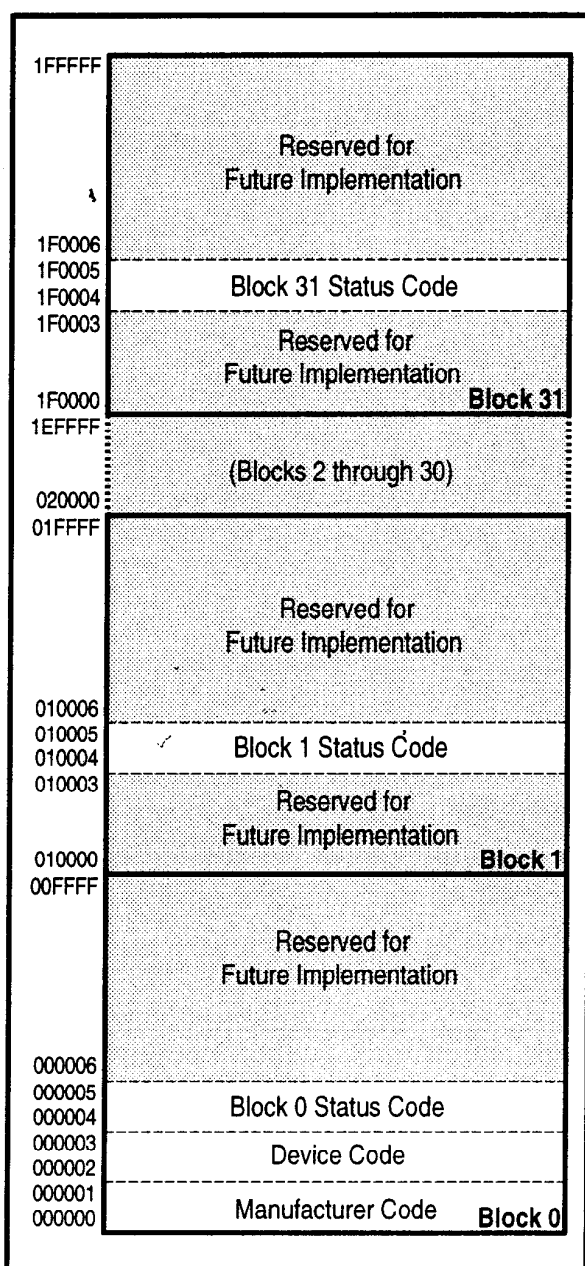 1FFFFF
Reserved for
Future Implementation
1F0006
1F0005
Block 31 Status Code
1F0004
1F0003
Reserved for
Future Implementation
1F0000
Block 31
1EFFFF
(Blocks 2 through 30)
020000
01FFFF
Reserved for
Future Implementation
010006
010005
Block 1 Status Code
010004
010003
Reserved for
Future Implementation
010000
Block 1
00FFFF
Reserved for
Future Implementation
000006
000005
Block 0 Status Code
000004
000003
Device Code
000002
000001
Manufacturer Code
000000
Block 0